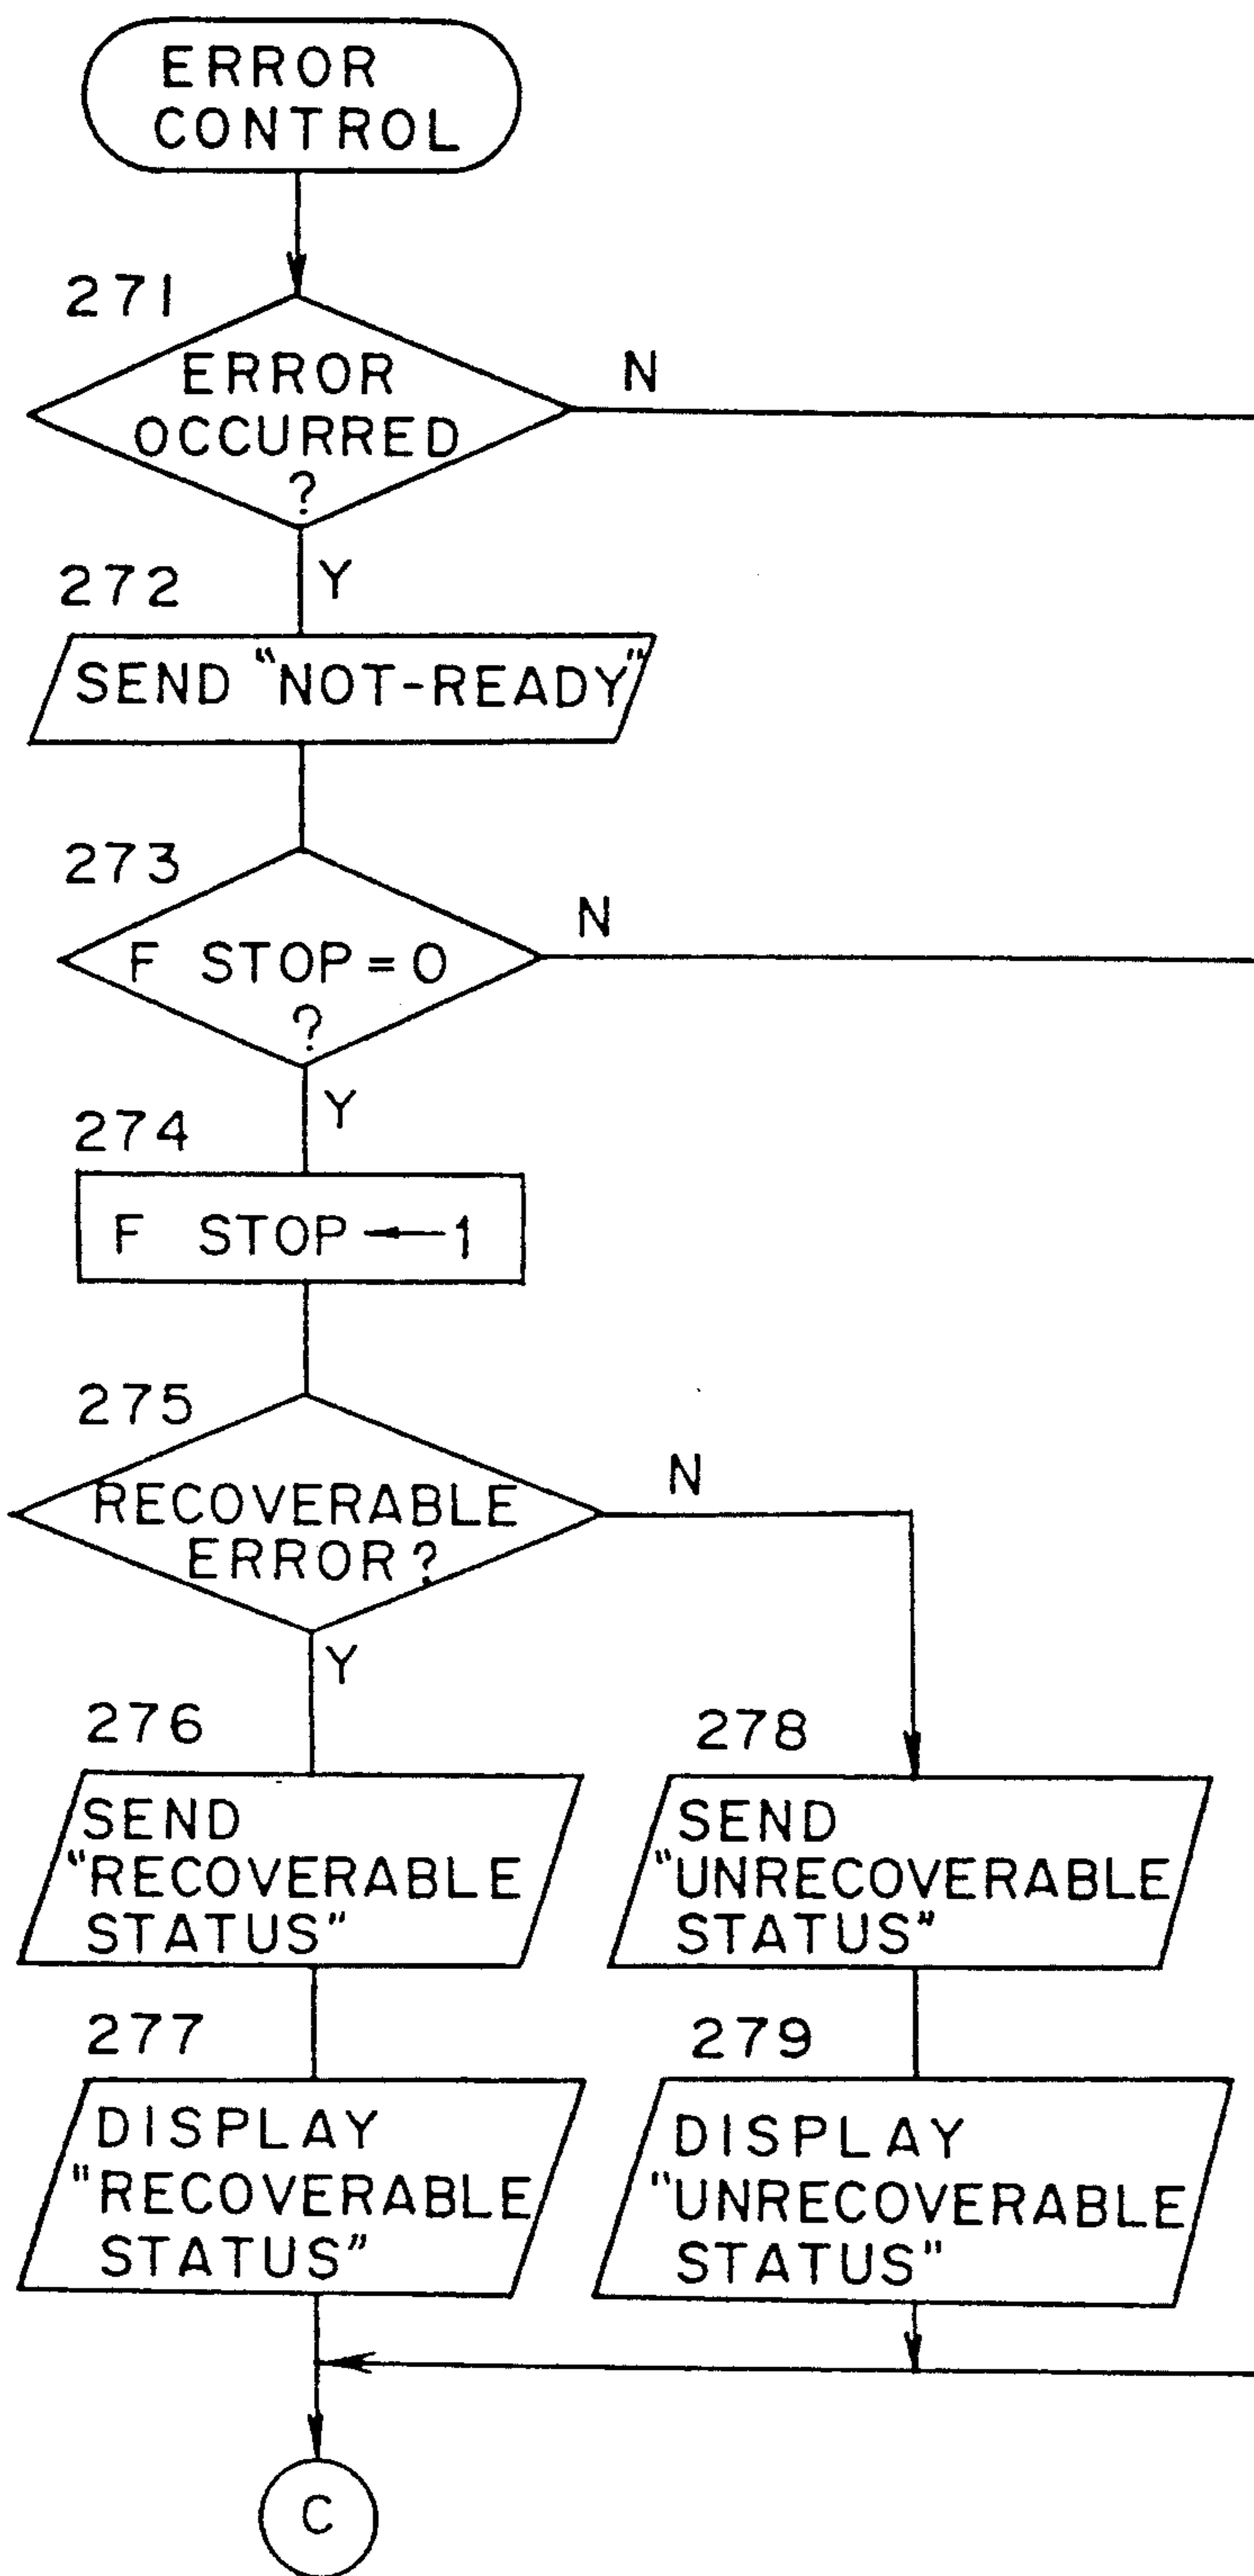 ERROR
CONTROL
271
ERROR
OCCURRED
?
N
Y
272
SEND "NOT-READY"
273
F STOP=0
?
N
Y
274
F STOP←1
275
RECOVERABLE
ERROR?
N
Y
276
SEND
"RECOVERABLE
STATUS"
278
SEND
"UNRECOVERABLE
STATUS"
277
DISPLAY
"RECOVERABLE
STATUS"
279
DISPLAY
"UNRECOVERABLE
STATUS"
C